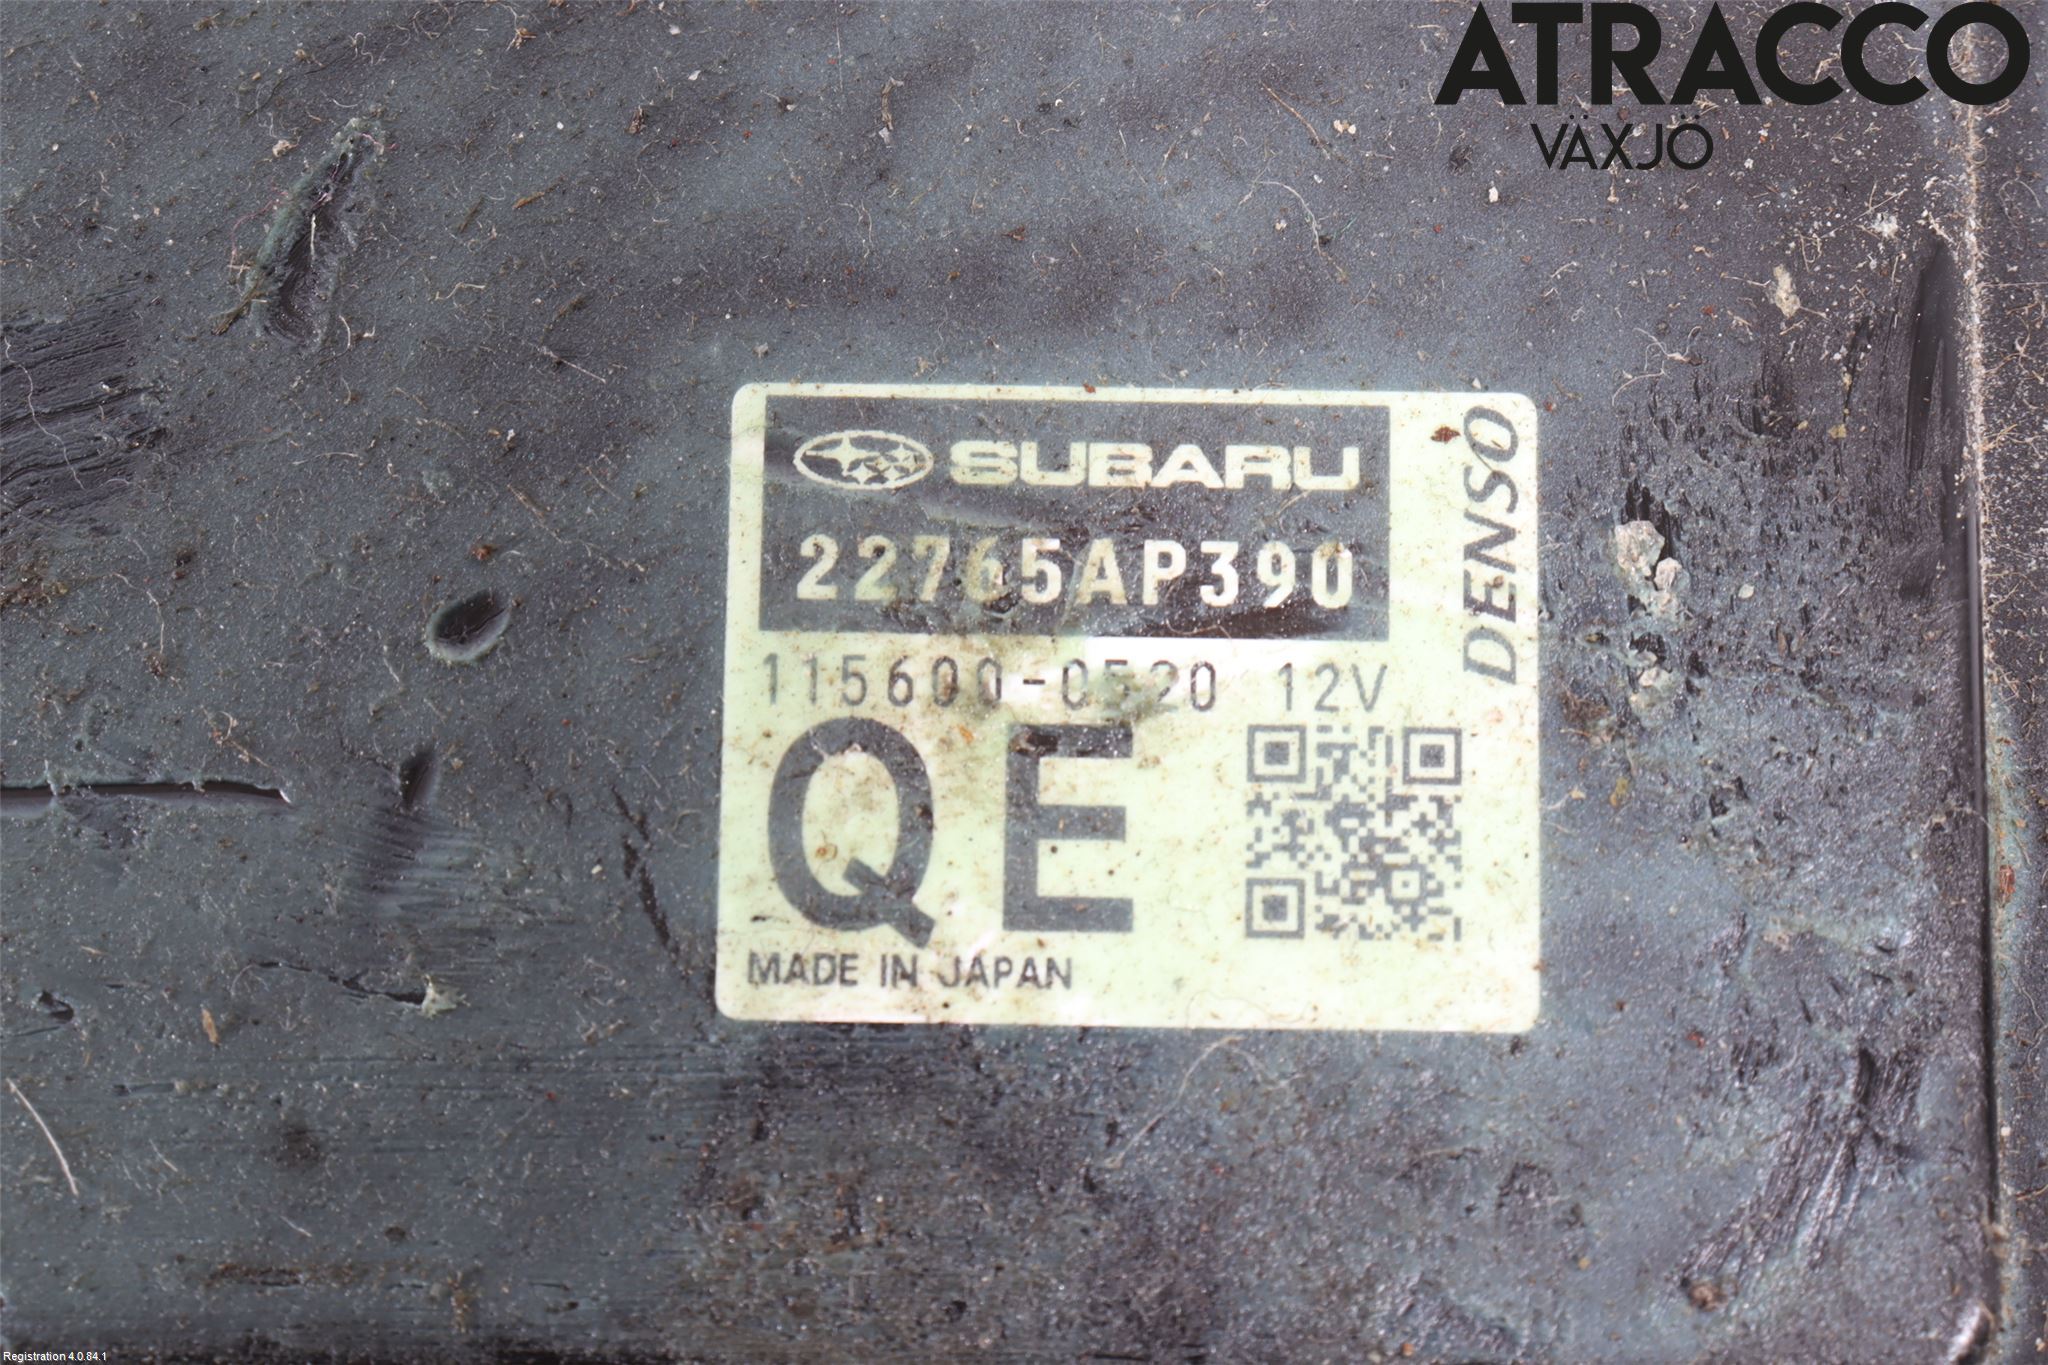 ATRACCO
VÄXJÖ
SUBARU
22765AP390
DENSO
115600-0520 12V
QE
MADE IN JAPAN
Registration 4.0.84.1